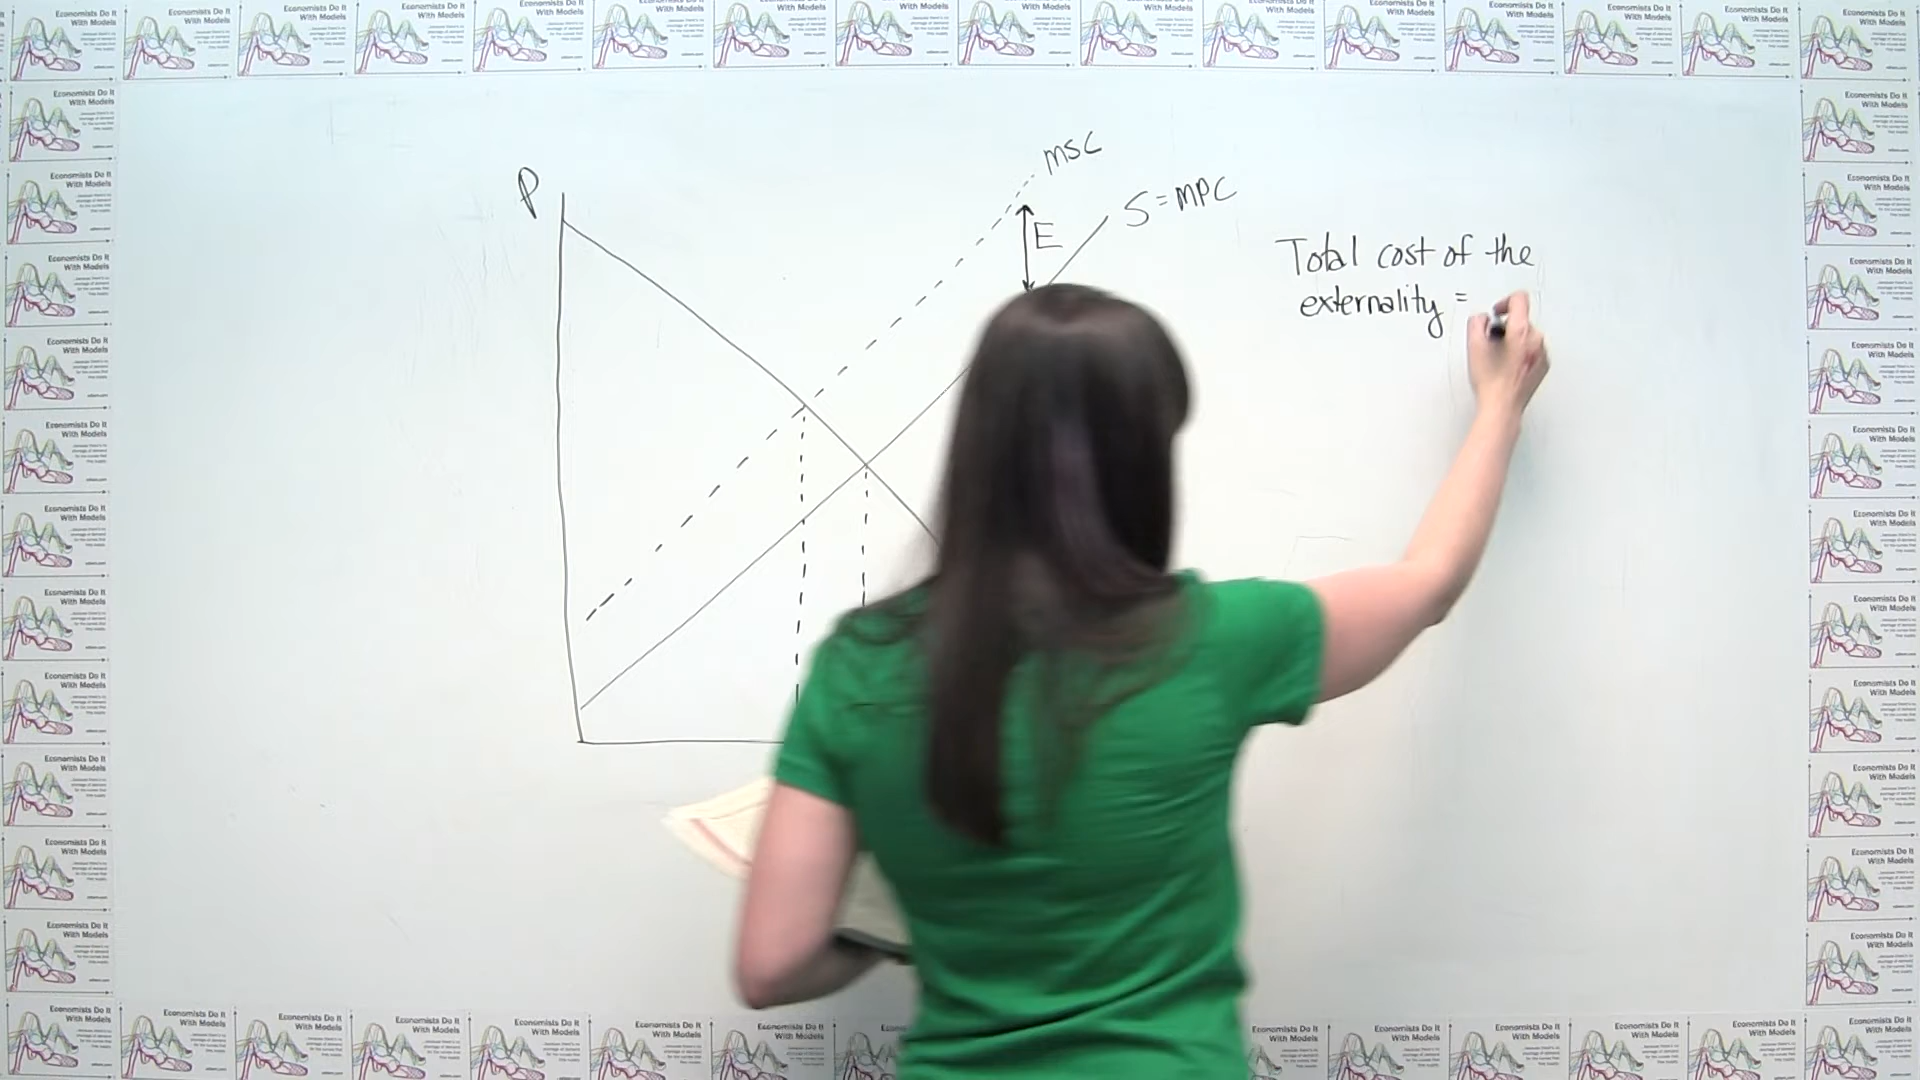 Economists Do It
With Models
P
MSC
S=MPC
E
Total cost of the
externality =